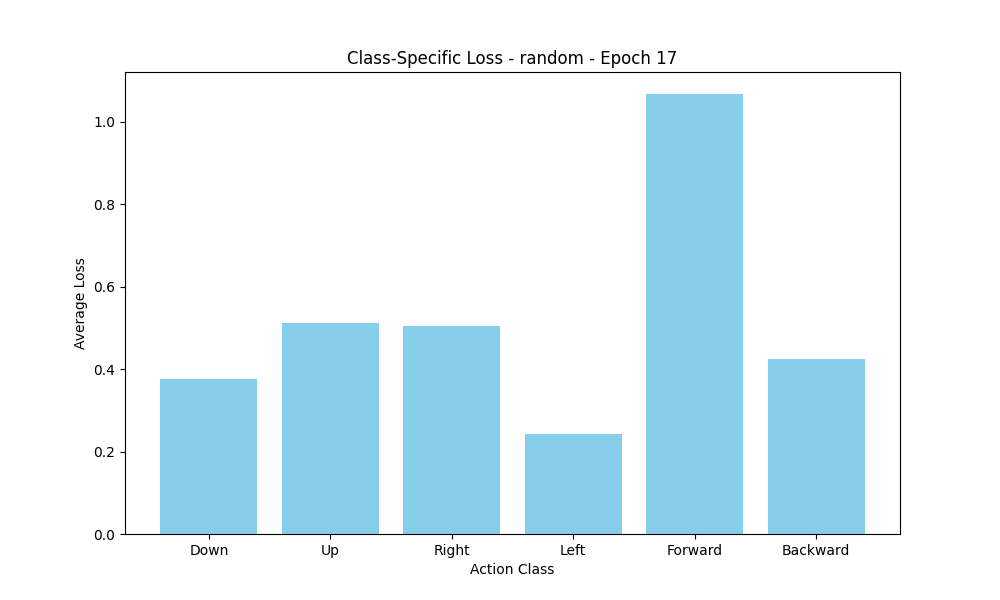 Class-Specific Loss - random - Epoch 17
Average Loss
1.0
0.8
0.6
0.4
0.2
0.0
Down Up Right Left Forward Backward
Action Class